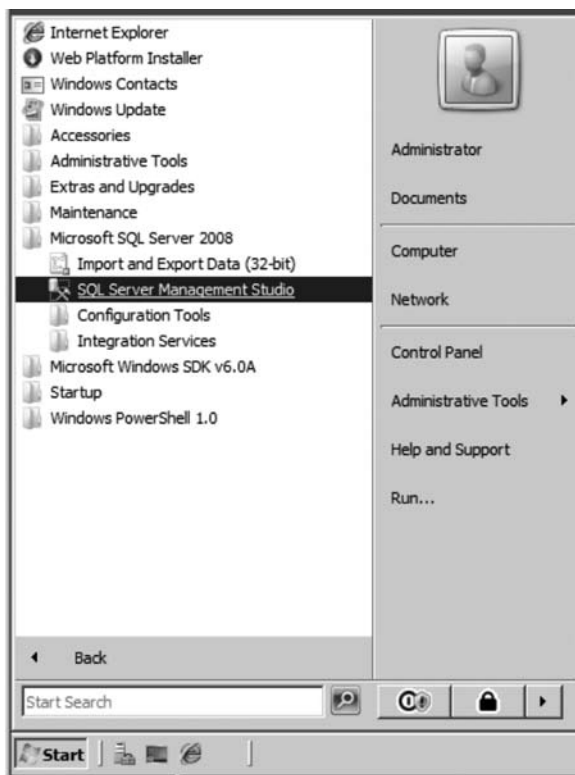 Internet Explorer
Web Platform Installer
Windows Contacts
Windows Update
Accessories
Administrative Tools
Extras and Upgrades
Maintenance
Microsoft SQL Server 2008
Import and Export Data (32-bit)
SQL Server Management Studio
Configuration Tools
Integration Services
Microsoft Windows SDK v6.0A
Startup
Windows PowerShell 1.0
Back
Start Search
Administrator
Documents
Computer
Network
Control Panel
Administrative Tools
Help and Support
Run...
Start